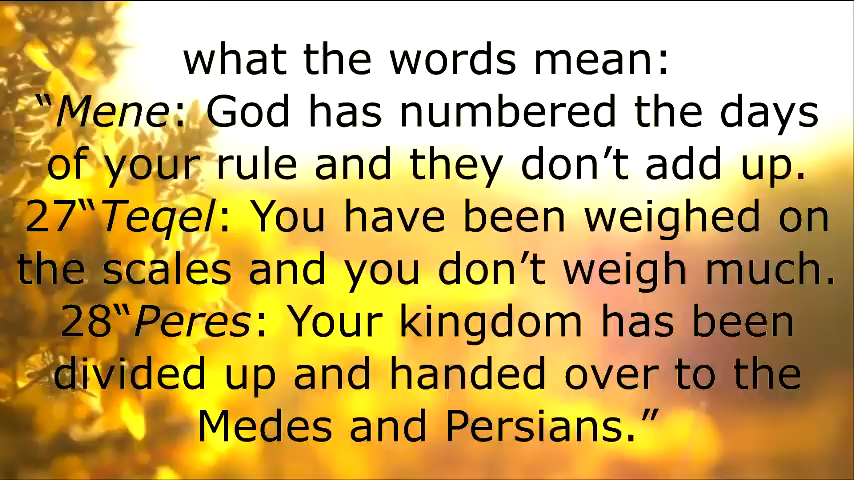 what the words mean:
“Mene: God has numbered the days
of your rule and they don’t add up.
27“Teqel: You have been weighed on
the scales and you don’t weigh much.
28“Peres: Your kingdom has been
divided up and handed over to the
Medes and Persians.”